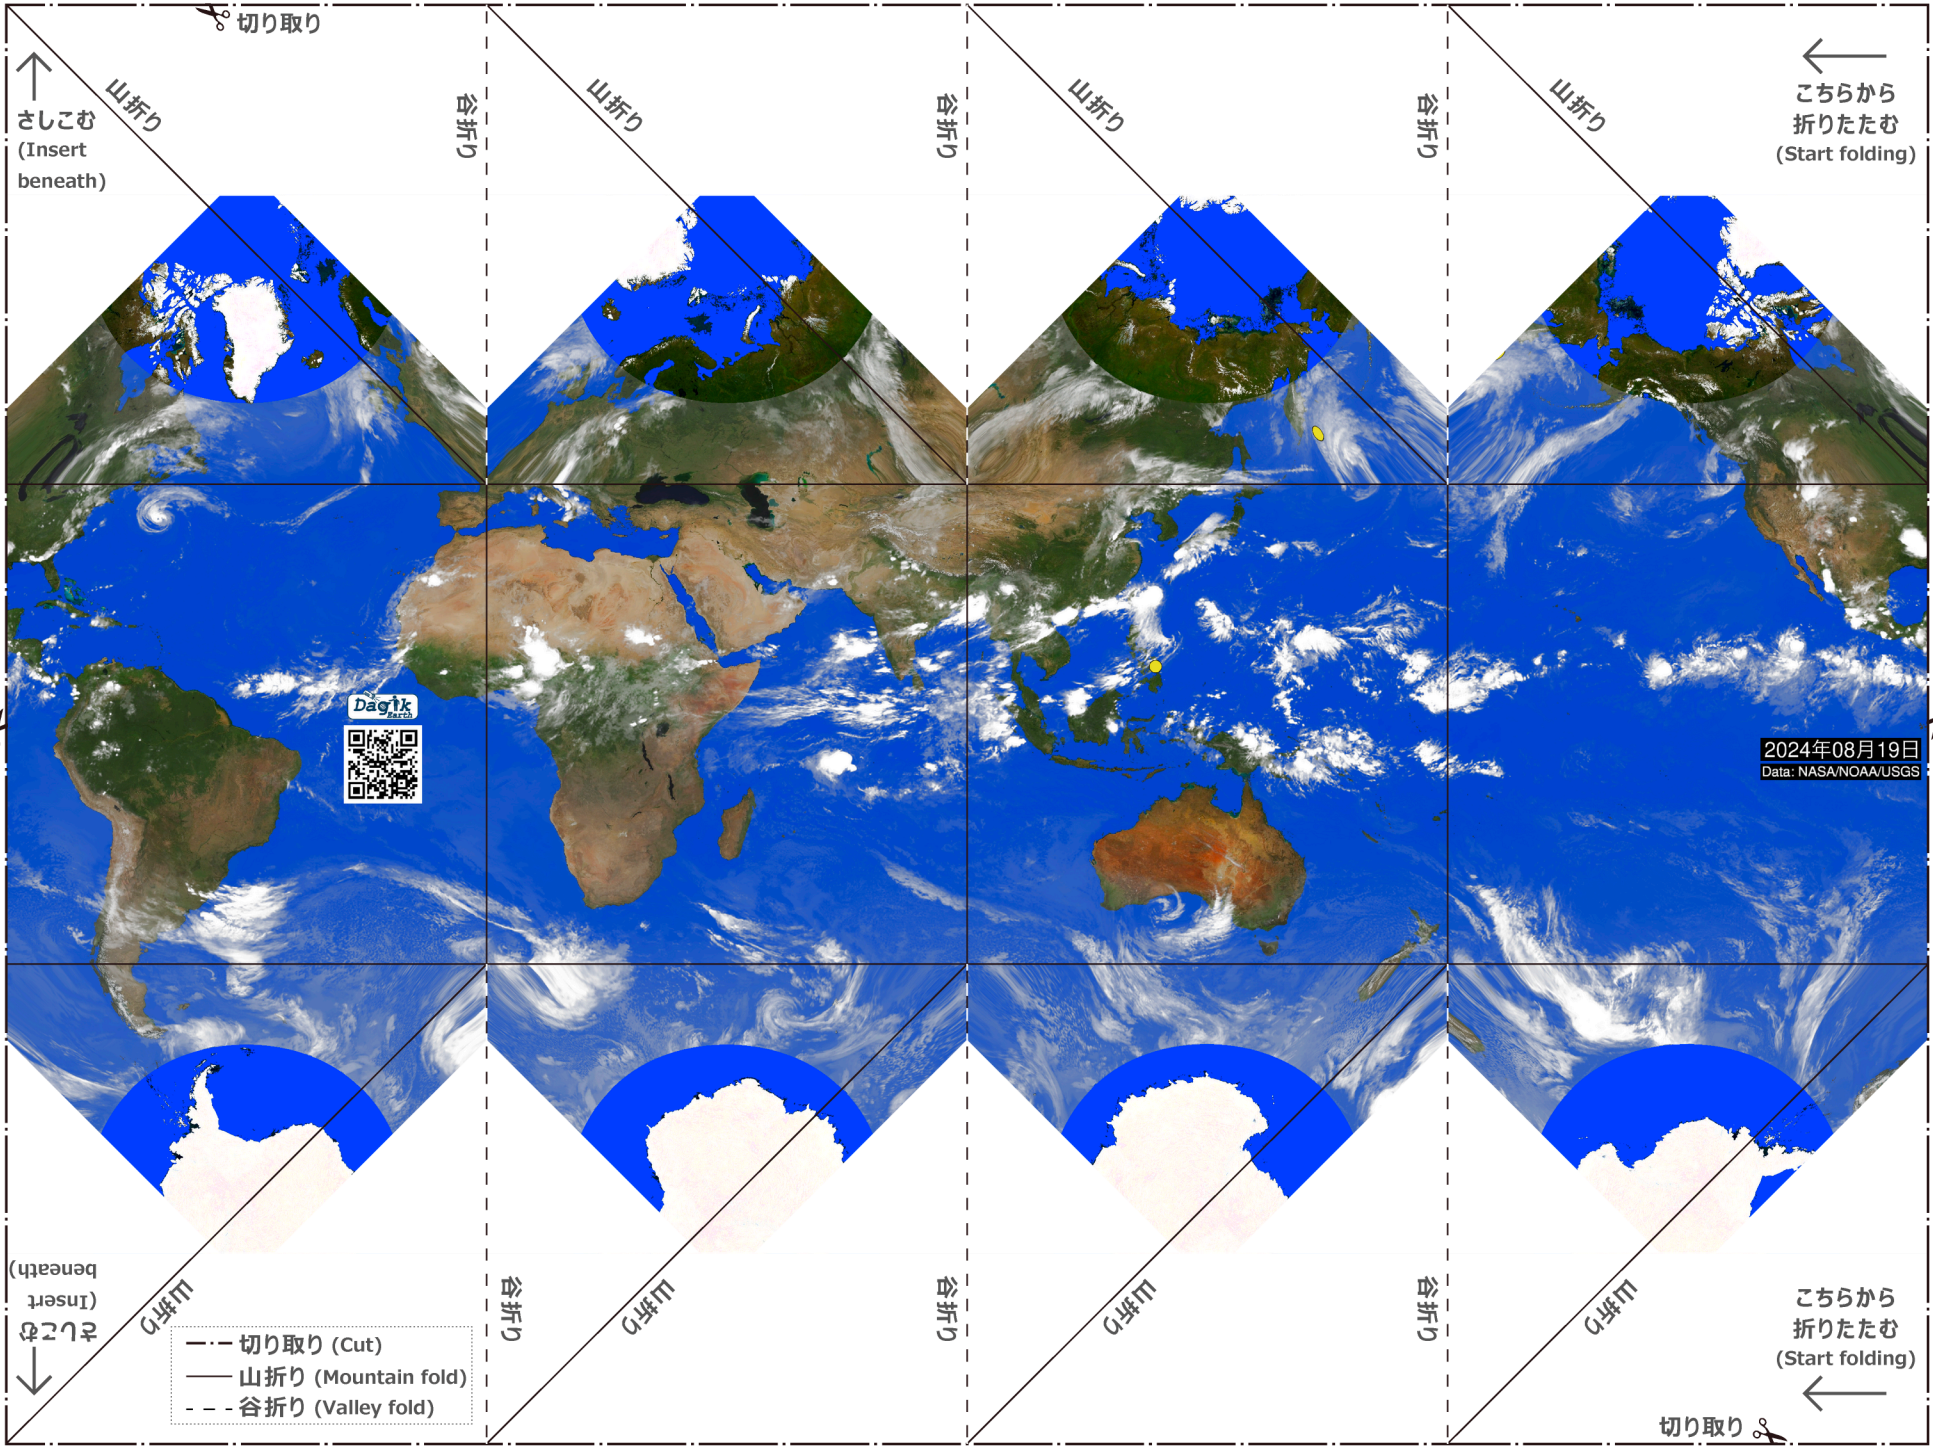 切り取り
さしこむ
(Insert
beneath)
山折り
谷折り
山折り
谷折り
山折り
谷折り
山折り
こちらから
折りたたむ
(Start folding)
Dagik
Earth
2024年08月19日
Data: NASA/NOAA/USGS
さしこむ
(Insert
beneath)
山折り
谷折り
山折り
谷折り
山折り
谷折り
山折り
こちらから
折りたたむ
(Start folding)
切り取り (Cut)
山折り (Mountain fold)
谷折り (Valley fold)
切り取り